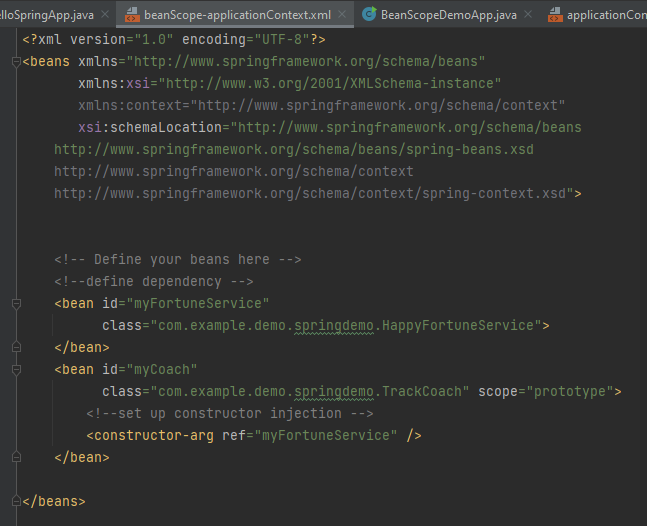 lloSpringApp.java
beanScope-applicationContext.xml
BeanScopeDemoApp.java
applicationCon
<?xml version="1.0" encoding="UTF-8"?>
<beans xmlns="http://www.springframework.org/schema/beans"
xmlns:xsi="http://www.w3.org/2001/XMLSchema-instance"
xmlns:context="http://www.springframework.org/schema/context"
xsi:schemaLocation="http://www.springframework.org/schema/beans
http://www.springframework.org/schema/beans/spring-beans.xsd
http://www.springframework.org/schema/context
http://www.springframework.org/schema/context/spring-context.xsd">
<!-- Define your beans here -->
<!--define dependency -->
<bean id="myFortuneService"
class="com.example.demo.springdemo.HappyFortuneService">
</bean>
<bean id="myCoach"
class="com.example.demo.springdemo.TrackCoach" scope="prototype">
<!--set up constructor injection -->
<constructor-arg ref="myFortuneService" />
</bean>
</beans>